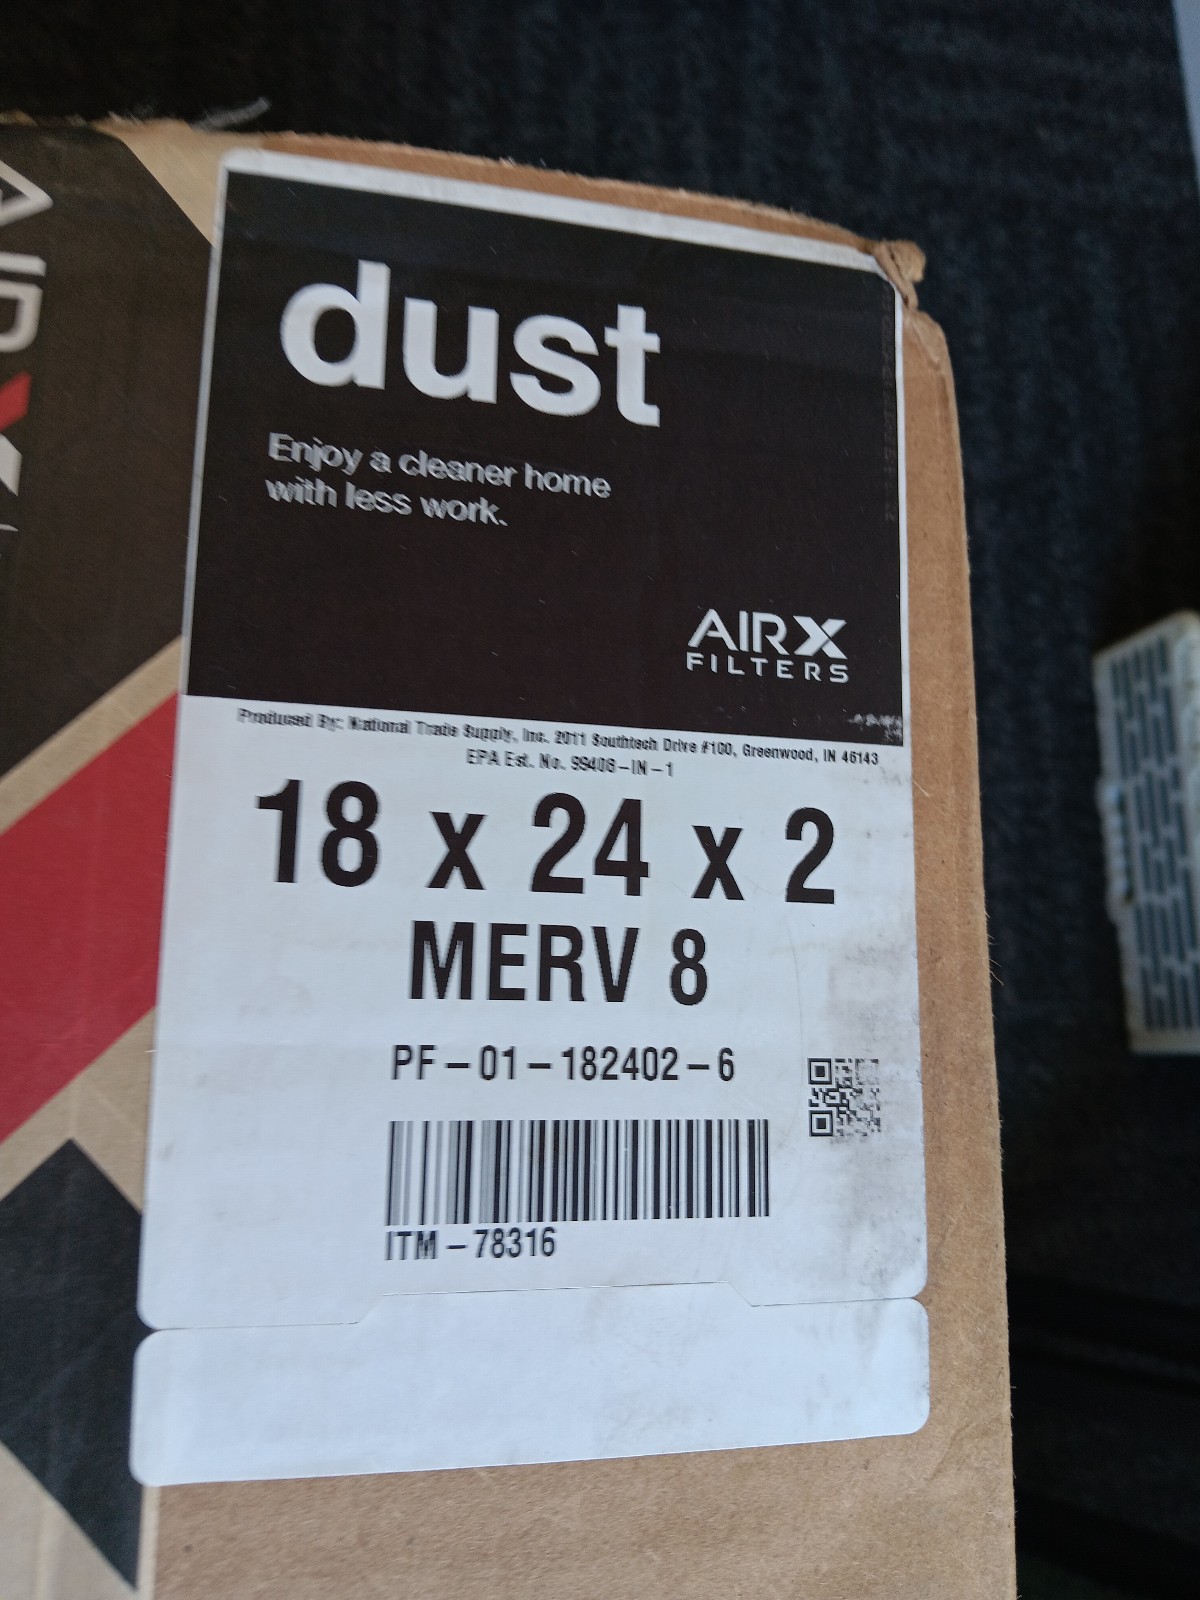 AIRX
dust
Enjoy a cleaner home
with less work.
AIRX
FILTERS
Produced By: National Trade Supply, Inc. 2011 Southtech Drive #100, Greenwood, IN 46143
EPA Est. No. 99408-IN-1
18 x 24 x 2
MERV 8
PF-01-182402-6
ITM-78316